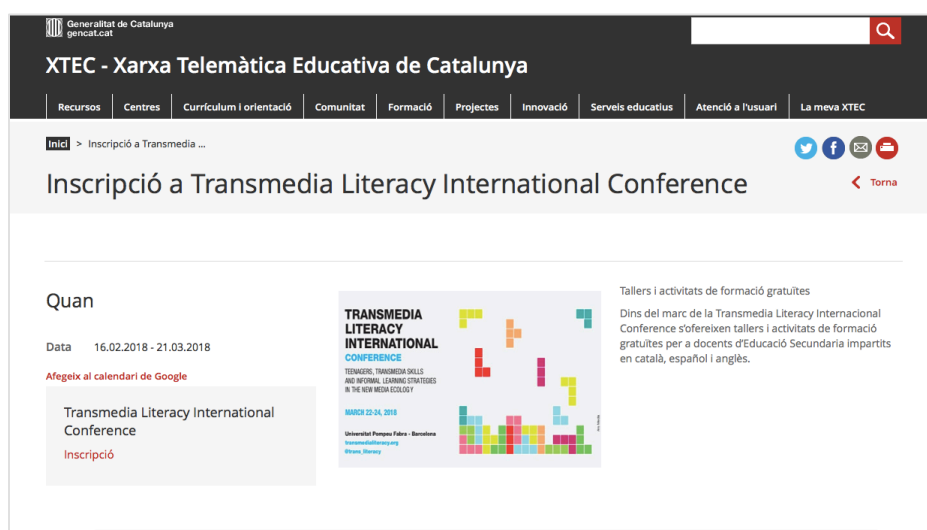 Generalitat de Catalunya
gencat.cat
XTEC - Xarxa Telemàtica Educativa de Catalunya
Recursos
Centres
Currículum i orientació
Comunitat
Formació
Projectes
Innovació
Serveis educatius
Atenció a l'usuari
La meva XTEC
Inici > Inscripció a Transmedia ...
Inscripció a Transmedia Literacy International Conference
Torna
Quan
Data 16.02.2018 - 21.03.2018
Afegeix al calendari de Google
Transmedia Literacy International
Conference
Inscripció
TRANSMEDIA
LITERACY
INTERNATIONAL
CONFERENCE
TEENAGERS, TRANSMEDIA SKILLS
AND INFORMAL LEARNING STRATEGIES
IN THE NEW MEDIA ECOLOGY
MARCH 22-24, 2018
Universitat Pompeu Fabra - Barcelona
transmedialiteracy.org
@trans_literacy
Tallers i activitats de formació gratuïtes
Dins del marc de la Transmedia Literacy Internacional
Conference s'ofereixen tallers i activitats de formació
gratuïtes per a docents d'Educació Secundaria impartits
en català, español i anglès.